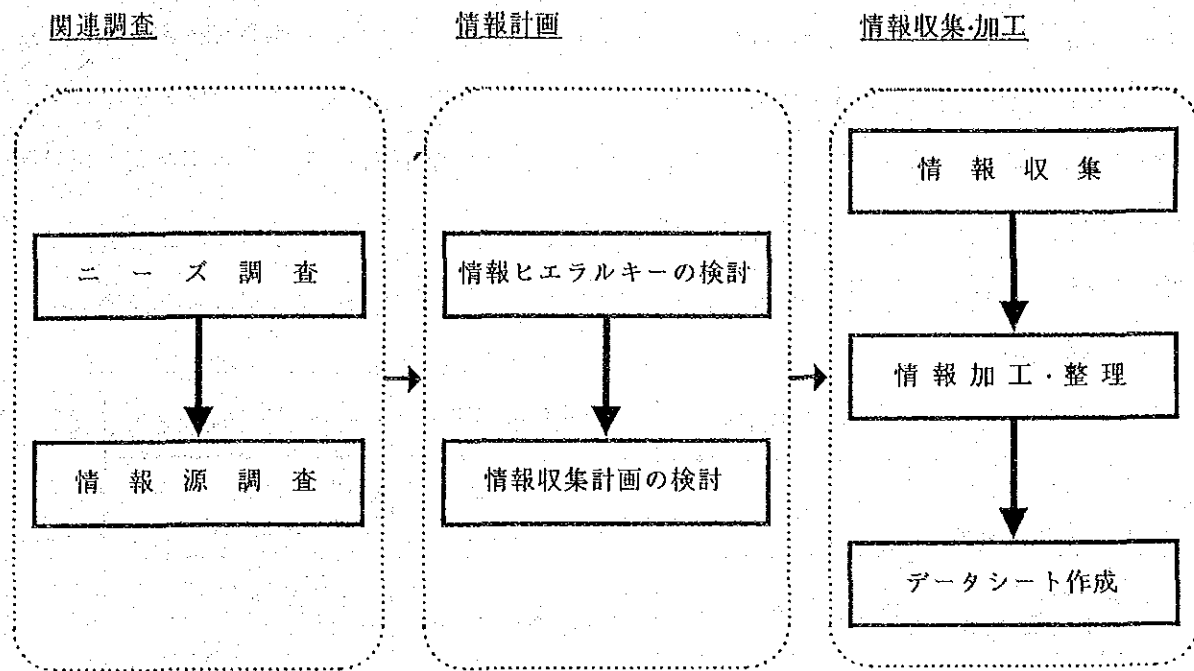 関連調査
ニーズ調査
情報源調査
情報計画
情報ヒエラルキーの検討
情報収集計画の検討
情報収集・加工
情報収集
情報加工・整理
データシート作成